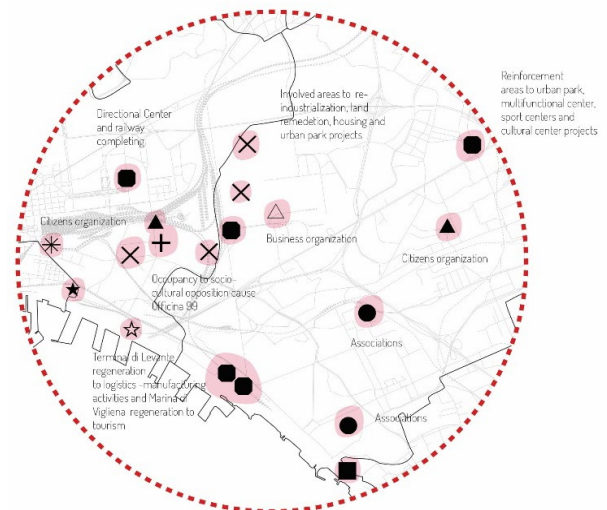 Reinforcement
areas to urban park,
multifunctional center,
sport centers and
cultural center projects
Involved areas to re-
industrialization, land
remedetion, housing and
urban park projects
Directional Center
and railway
completing
Citizens organization
Business organization
Citizens organization
Occupancy to socio-
cultural opposition cause
Officina 99
Associations
Terminal di Levante
regeneration
to logistics -manufacturing
activities and Marina di
Vigliena regeneration to
tourism
Associations